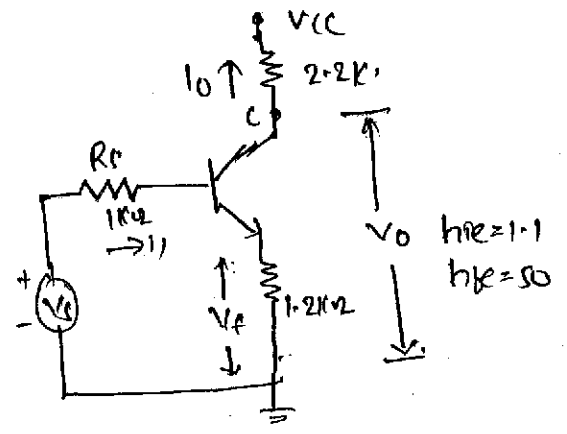 VCC
Io
2.2K
C
Rs
1KΩ
I1
+
Vs
-
Vf
1.2KΩ
Vo
hie=1.1
hfe=50